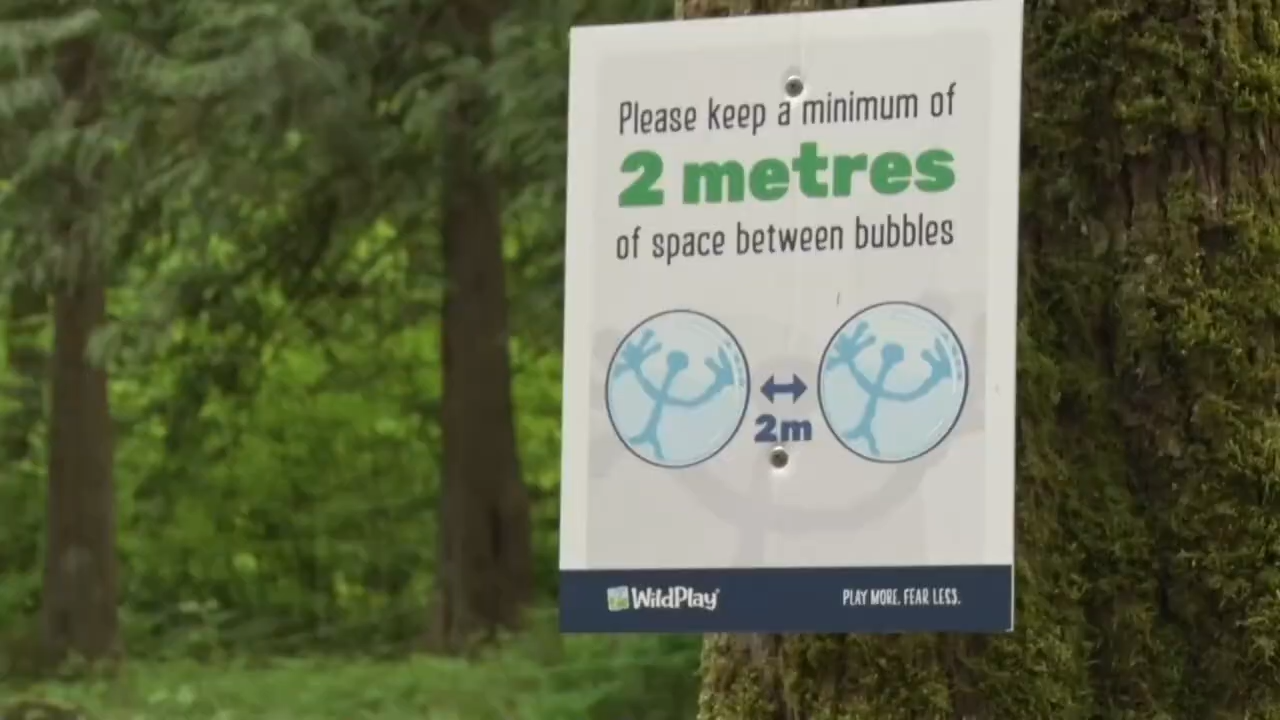 Please keep a minimum of
2 metres
of space between bubbles
2m
WildPlay
PLAY MORE. FEAR LESS.